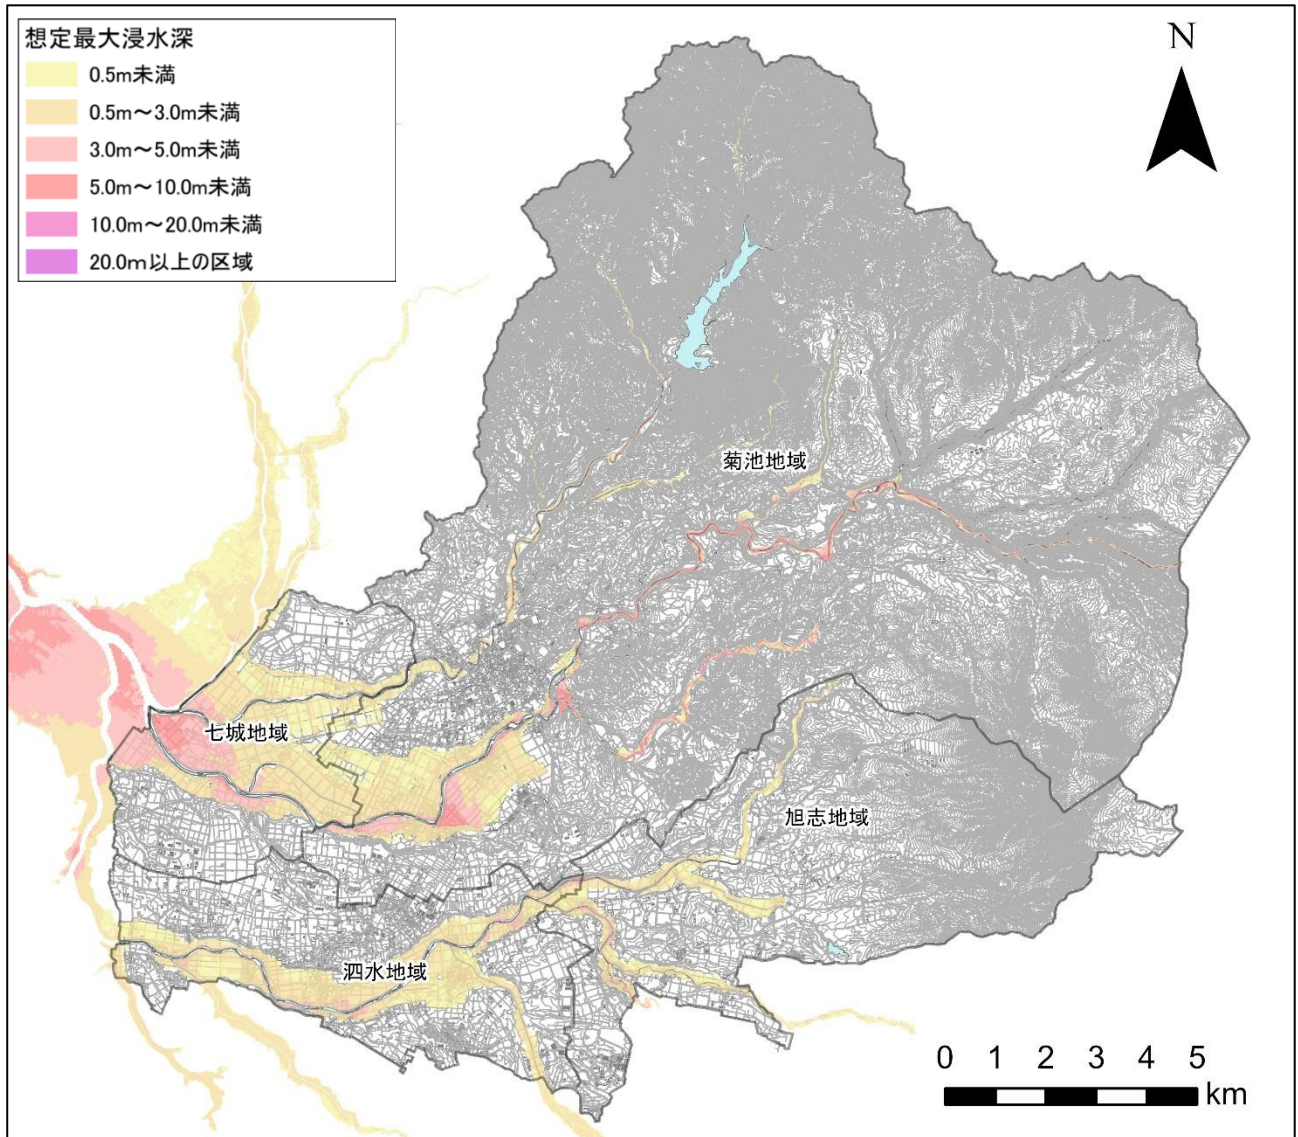 想定最大浸水深
0.5m未満
0.5m～3.0m未満
3.0m～5.0m未満
5.0m～10.0m未満
10.0m～20.0m未満
20.0m以上の区域
N
菊池地域
七城地域
旭志地域
泗水地域
0 1 2 3 4 5
km